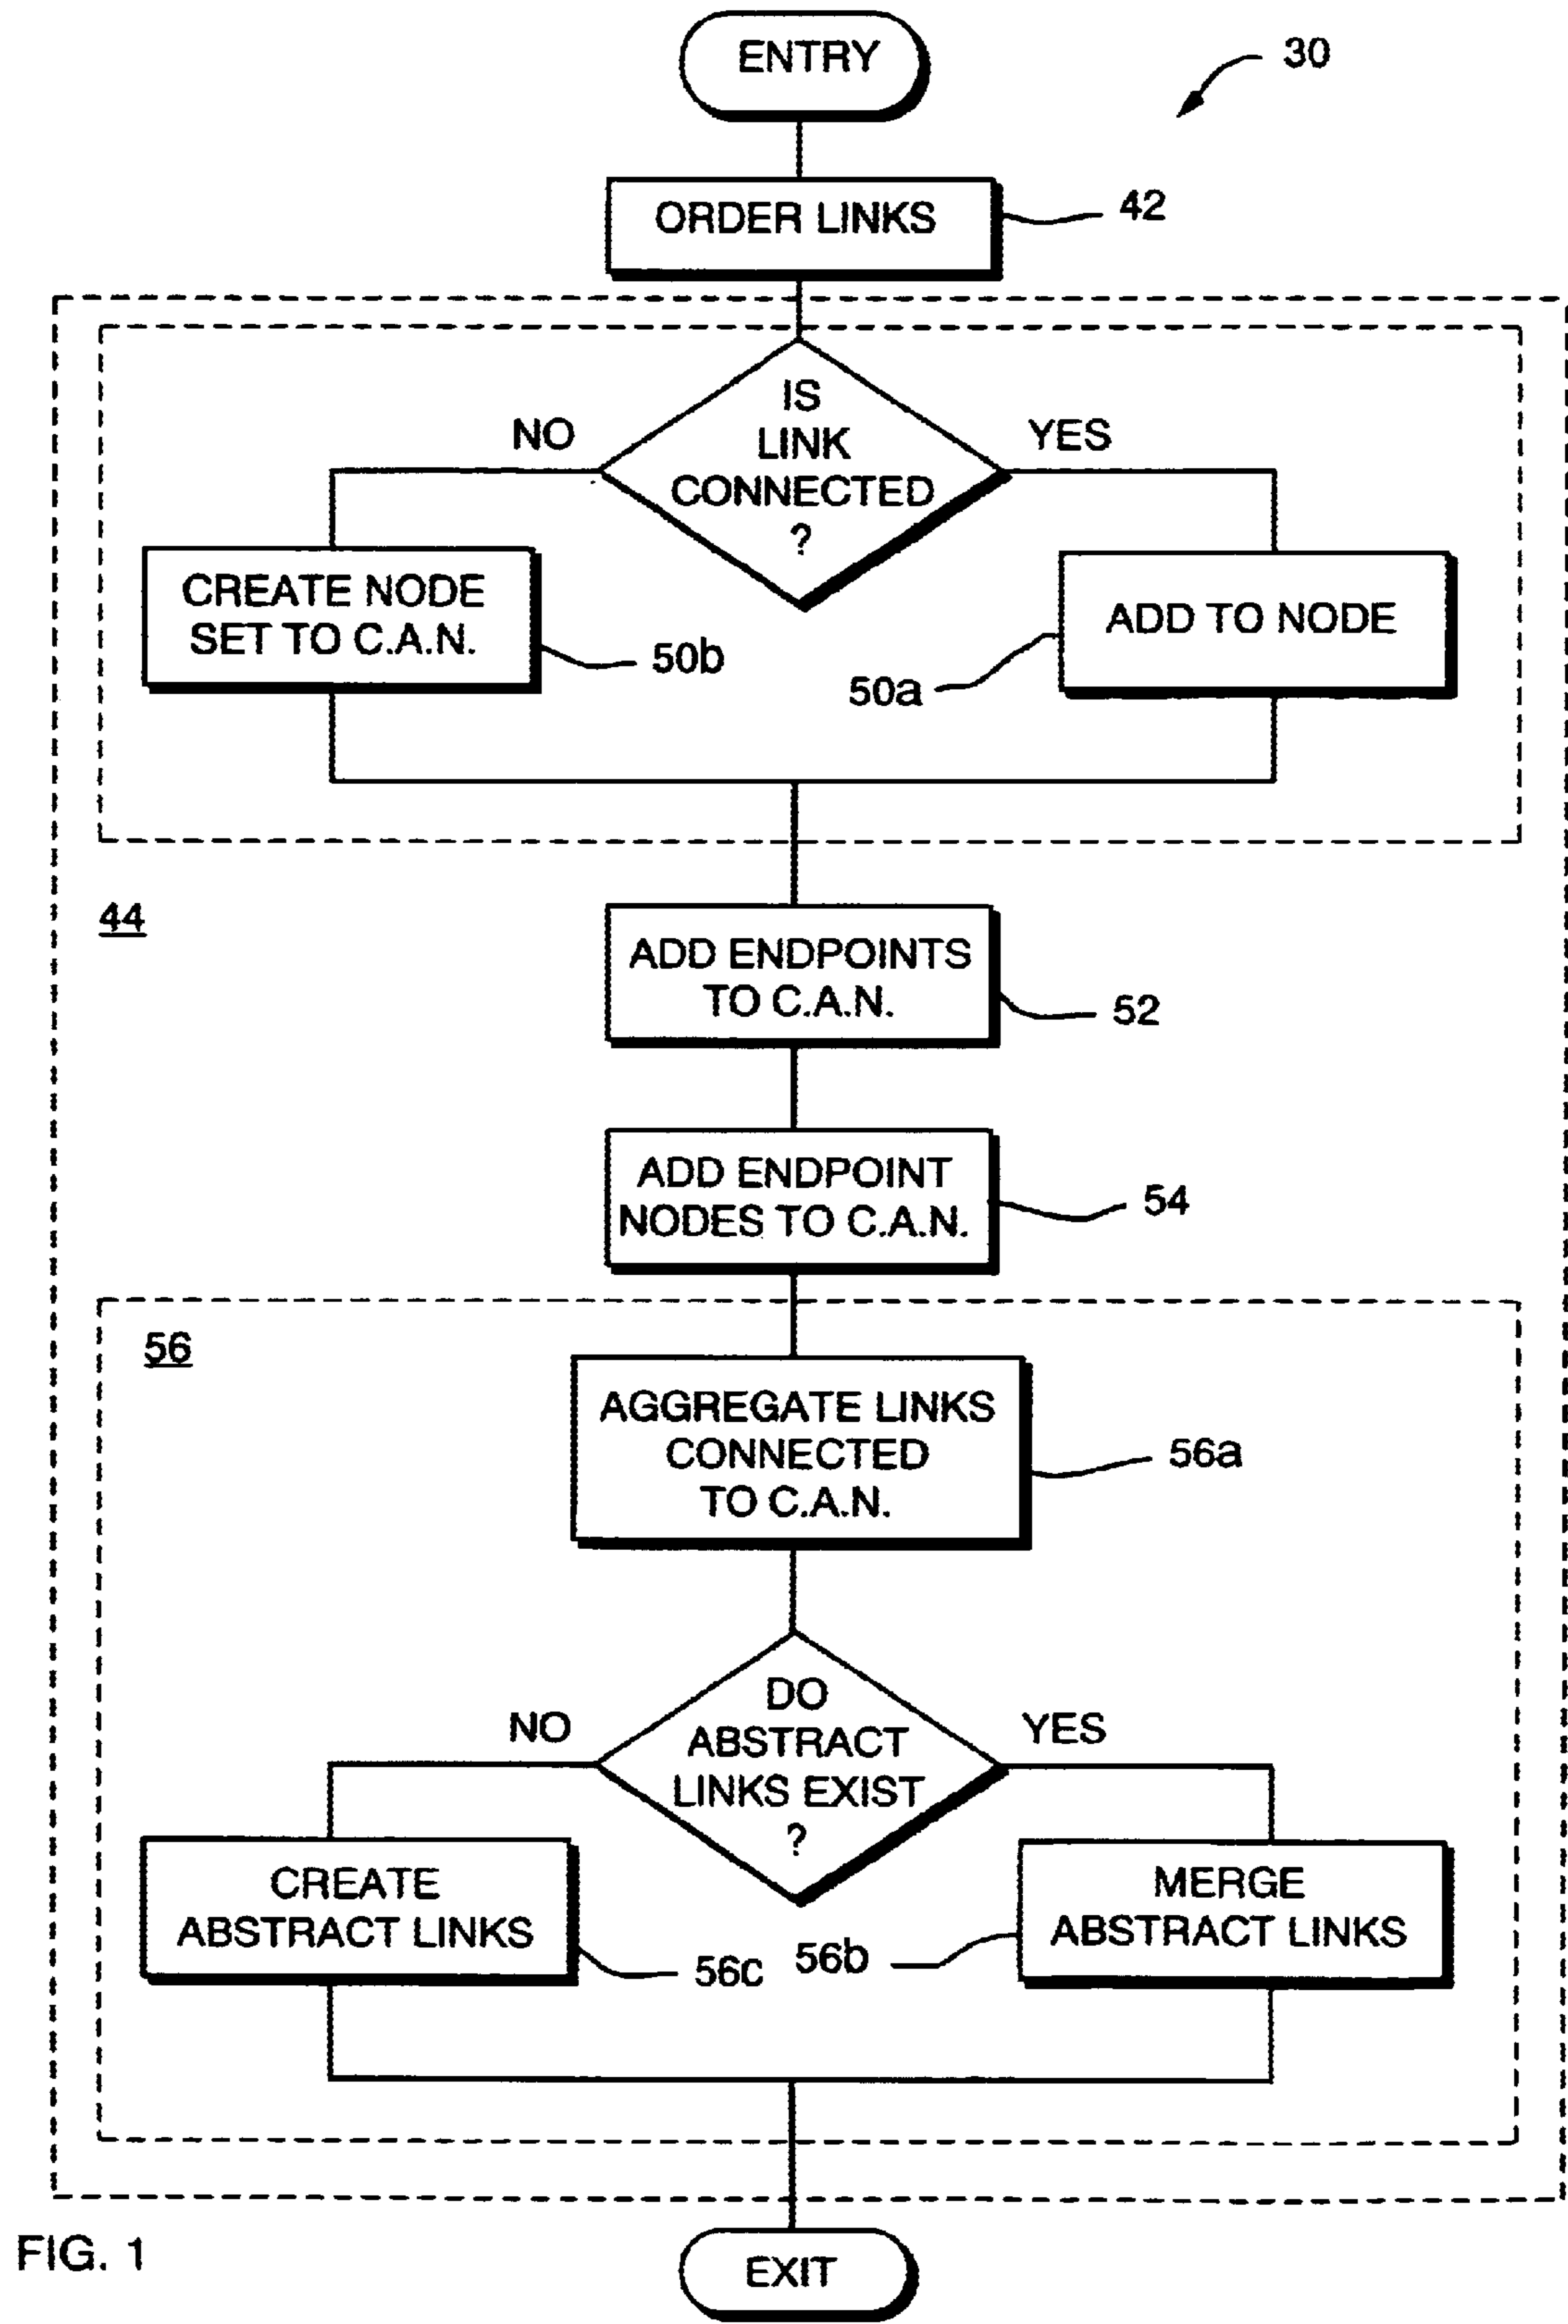 ENTRY
30
ORDER LINKS
42
IS
LINK
CONNECTED
?
NO
YES
CREATE NODE
SET TO C.A.N.
50b
ADD TO NODE
50a
44
ADD ENDPOINTS
TO C.A.N.
52
ADD ENDPOINT
NODES TO C.A.N.
54
56
AGGREGATE LINKS
CONNECTED
TO C.A.N.
56a
DO
ABSTRACT
LINKS EXIST
?
NO
YES
CREATE
ABSTRACT LINKS
56c
MERGE
ABSTRACT LINKS
56b
FIG. 1
EXIT